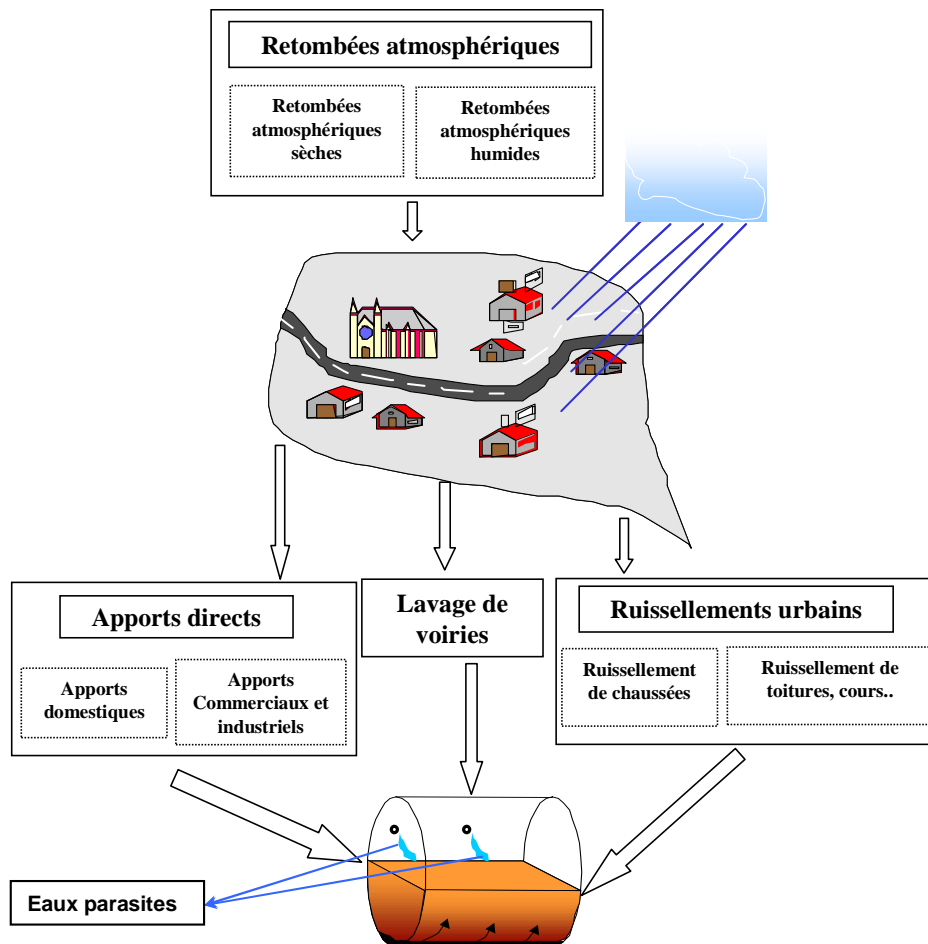 Retombées atmosphériques
Retombées
atmosphériques
sèches
Retombées
atmosphériques
humides
Apports directs
Apports
domestiques
Apports
Commerciaux et
industriels
Lavage de
voiries
Ruissellements urbains
Ruissellement
de chaussées
Ruissellement de
toitures, cours..
Eaux parasites